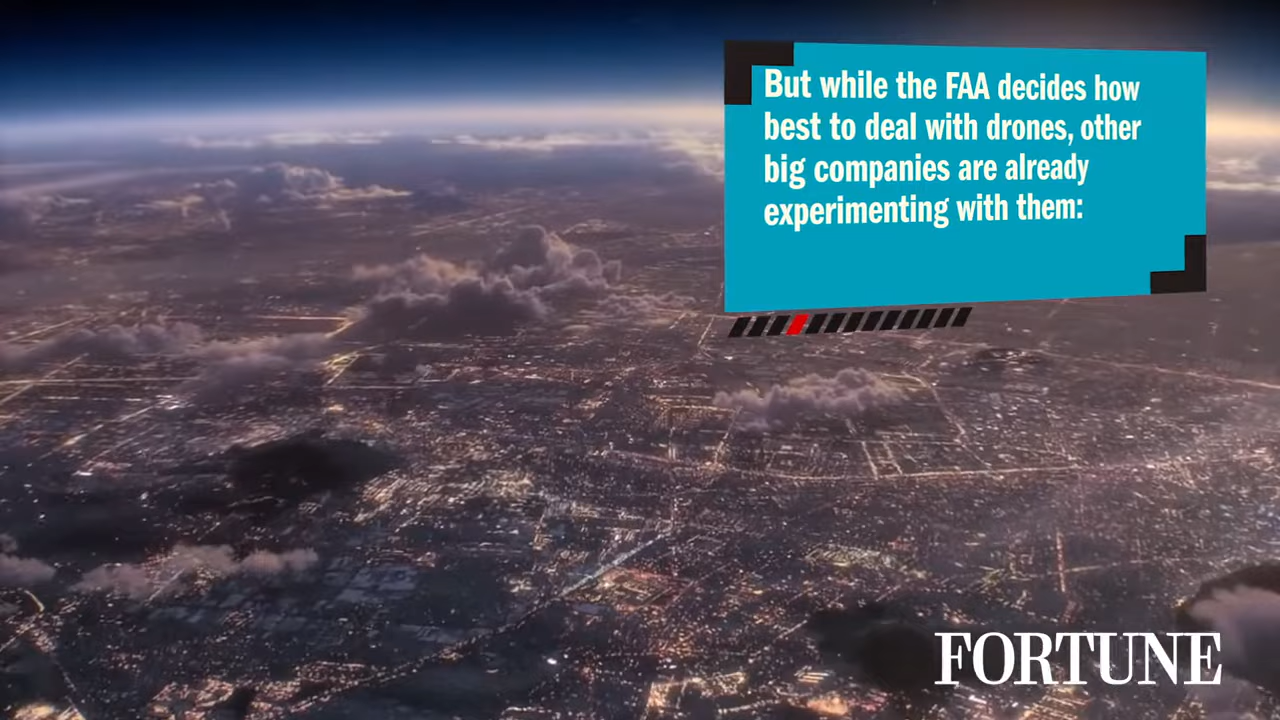 But while the FAA decides how
best to deal with drones, other
big companies are already
experimenting with them:
FORTUNE